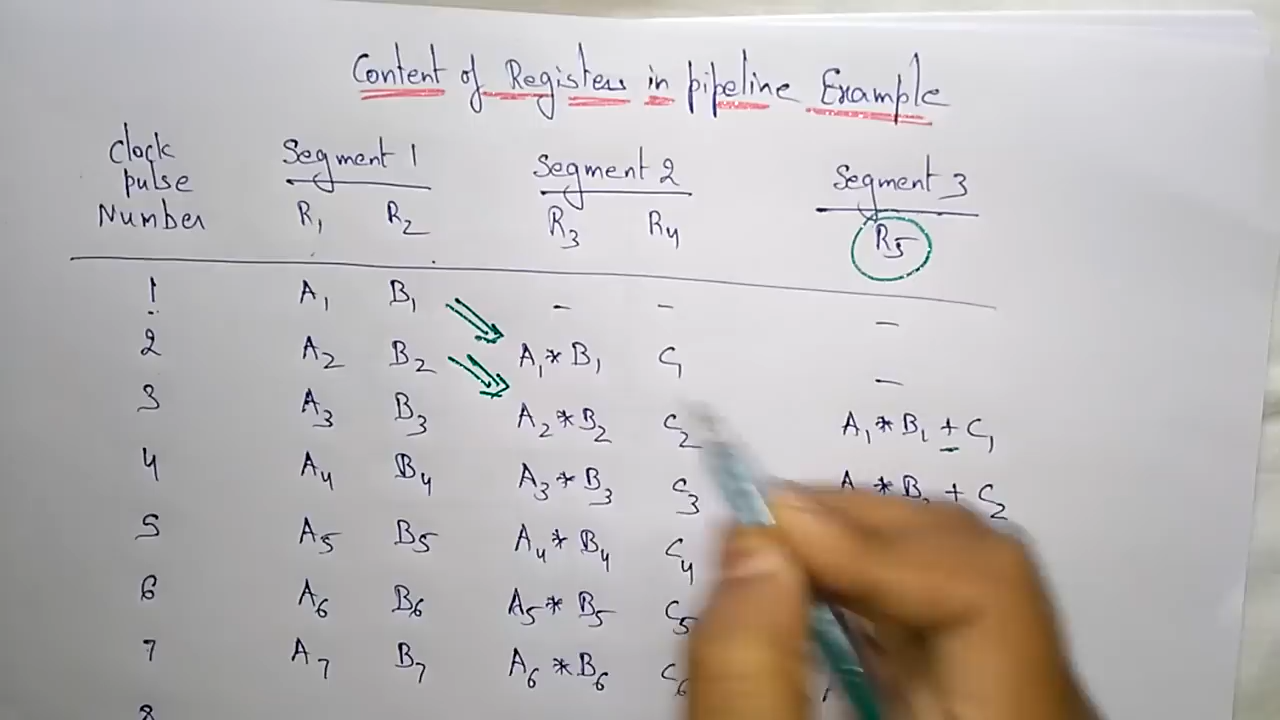 Content of Registers in pipeline Example
Clock pulse Number Segment 1 Segment 2 Segment 3
R1 R2 R3 R4 R5
1 A1 B1 - - -
2 A2 B2 A1 * B1 C1 -
3 A3 B3 A2 * B2 C2 A1 * B1 + C1
4 A4 B4 A3 * B3 C3 * + C2
5 A5 B5 A4 * B4 C4
6 A6 B6 A5 * B5 C5
7 A7 B7 A6 * B6 C6
8